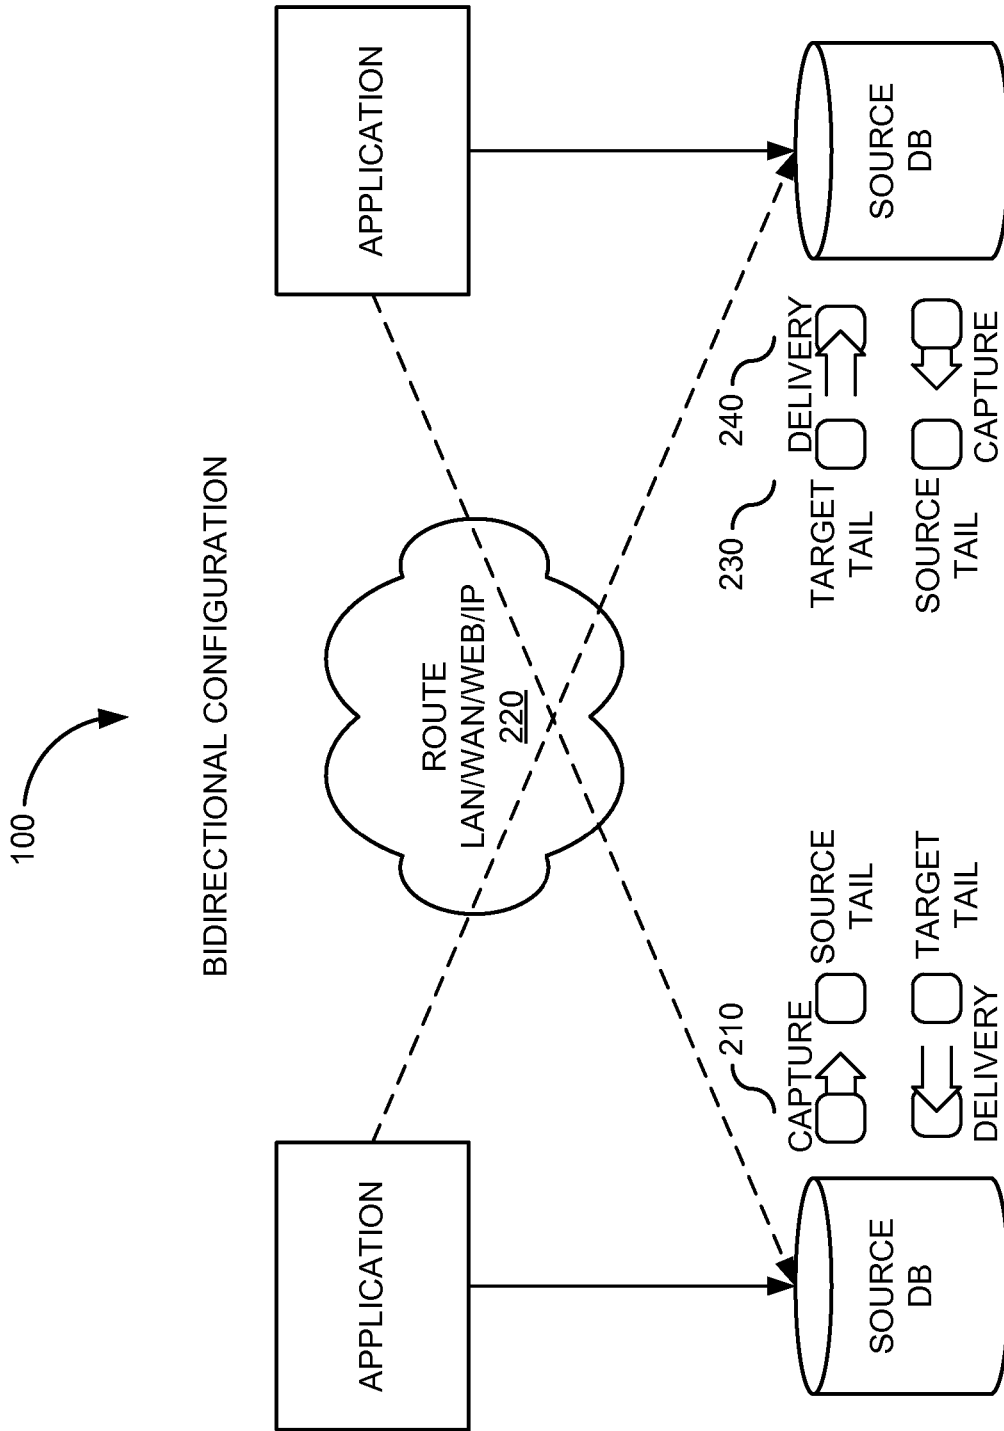 100
BIDIRECTIONAL CONFIGURATION
APPLICATION
APPLICATION
ROUTE
LAN/WAN/WEB/IP
220
210
CAPTURE
SOURCE
TAIL
TARGET
TAIL
DELIVERY
230
240
DELIVERY
TARGET
TAIL
SOURCE
TAIL
CAPTURE
SOURCE
DB
SOURCE
DB